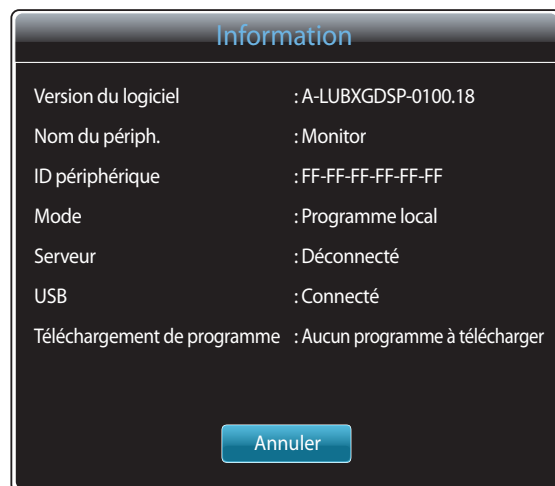 Information
Version du logiciel : A-LUBXGDSP-0100.18
Nom du périph. : Monitor
ID périphérique : FF-FF-FF-FF-FF-FF
Mode : Programme local
Serveur : Déconnecté
USB : Connecté
Téléchargement de programme : Aucun programme à télécharger
Annuler